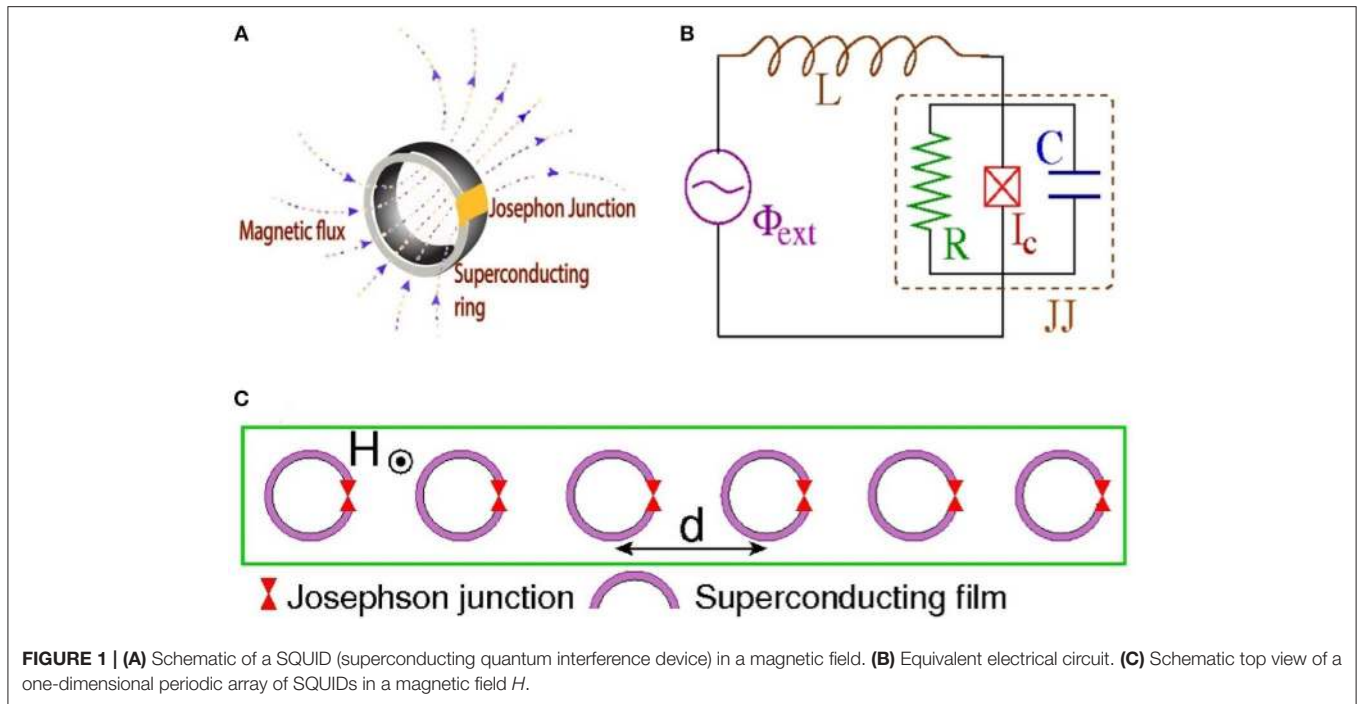 A
Magnetic flux
Josephon Junction
Superconducting
ring
B
L
Φext
R
Ic
C
JJ
C
H
d
Josephson junction
Superconducting film
FIGURE 1 | (A) Schematic of a SQUID (superconducting quantum interference device) in a magnetic field. (B) Equivalent electrical circuit. (C) Schematic top view of a
one-dimensional periodic array of SQUIDs in a magnetic field H.